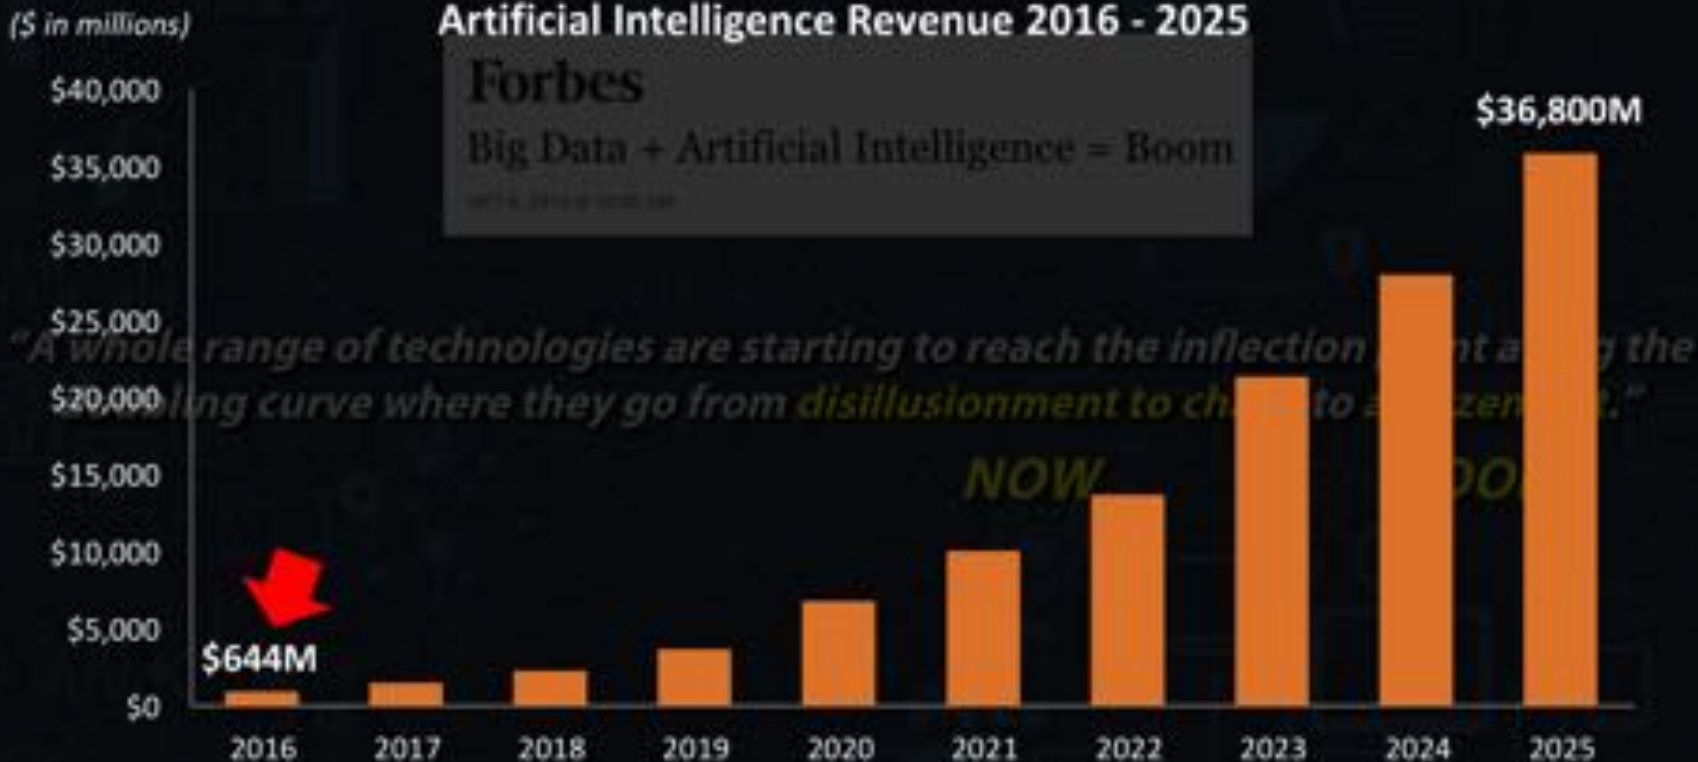 ($ in millions)
Artificial Intelligence Revenue 2016 - 2025
Forbes
Big Data + Artificial Intelligence = Boom
$40,000
$35,000
$30,000
$25,000
$20,000
$15,000
$10,000
$5,000
$0
$36,800M
$644M
"A whole range of technologies are starting to reach the inflection the
curve where they go from disillusionment to to
NOW
2016 2017 2018 2019 2020 2021 2022 2023 2024 2025